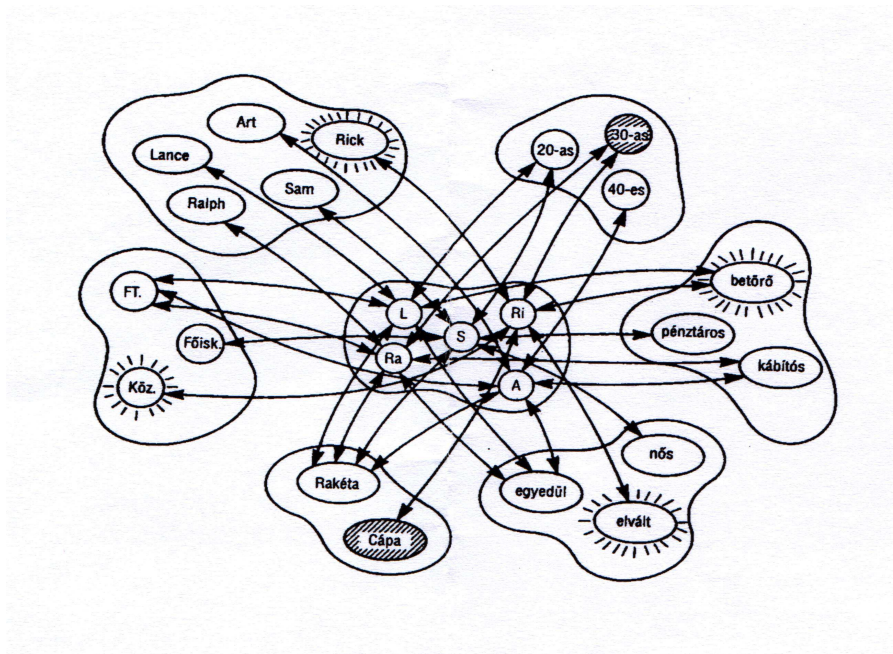 Art
Rick
Lance
Sam
Ralph
20-as
30-as
40-es
FT.
Főisk.
Köz.
L
Ri
S
Ra
A
betörő
pénztáros
kábítós
Rakéta
Cápa
nős
egyedül
elvált